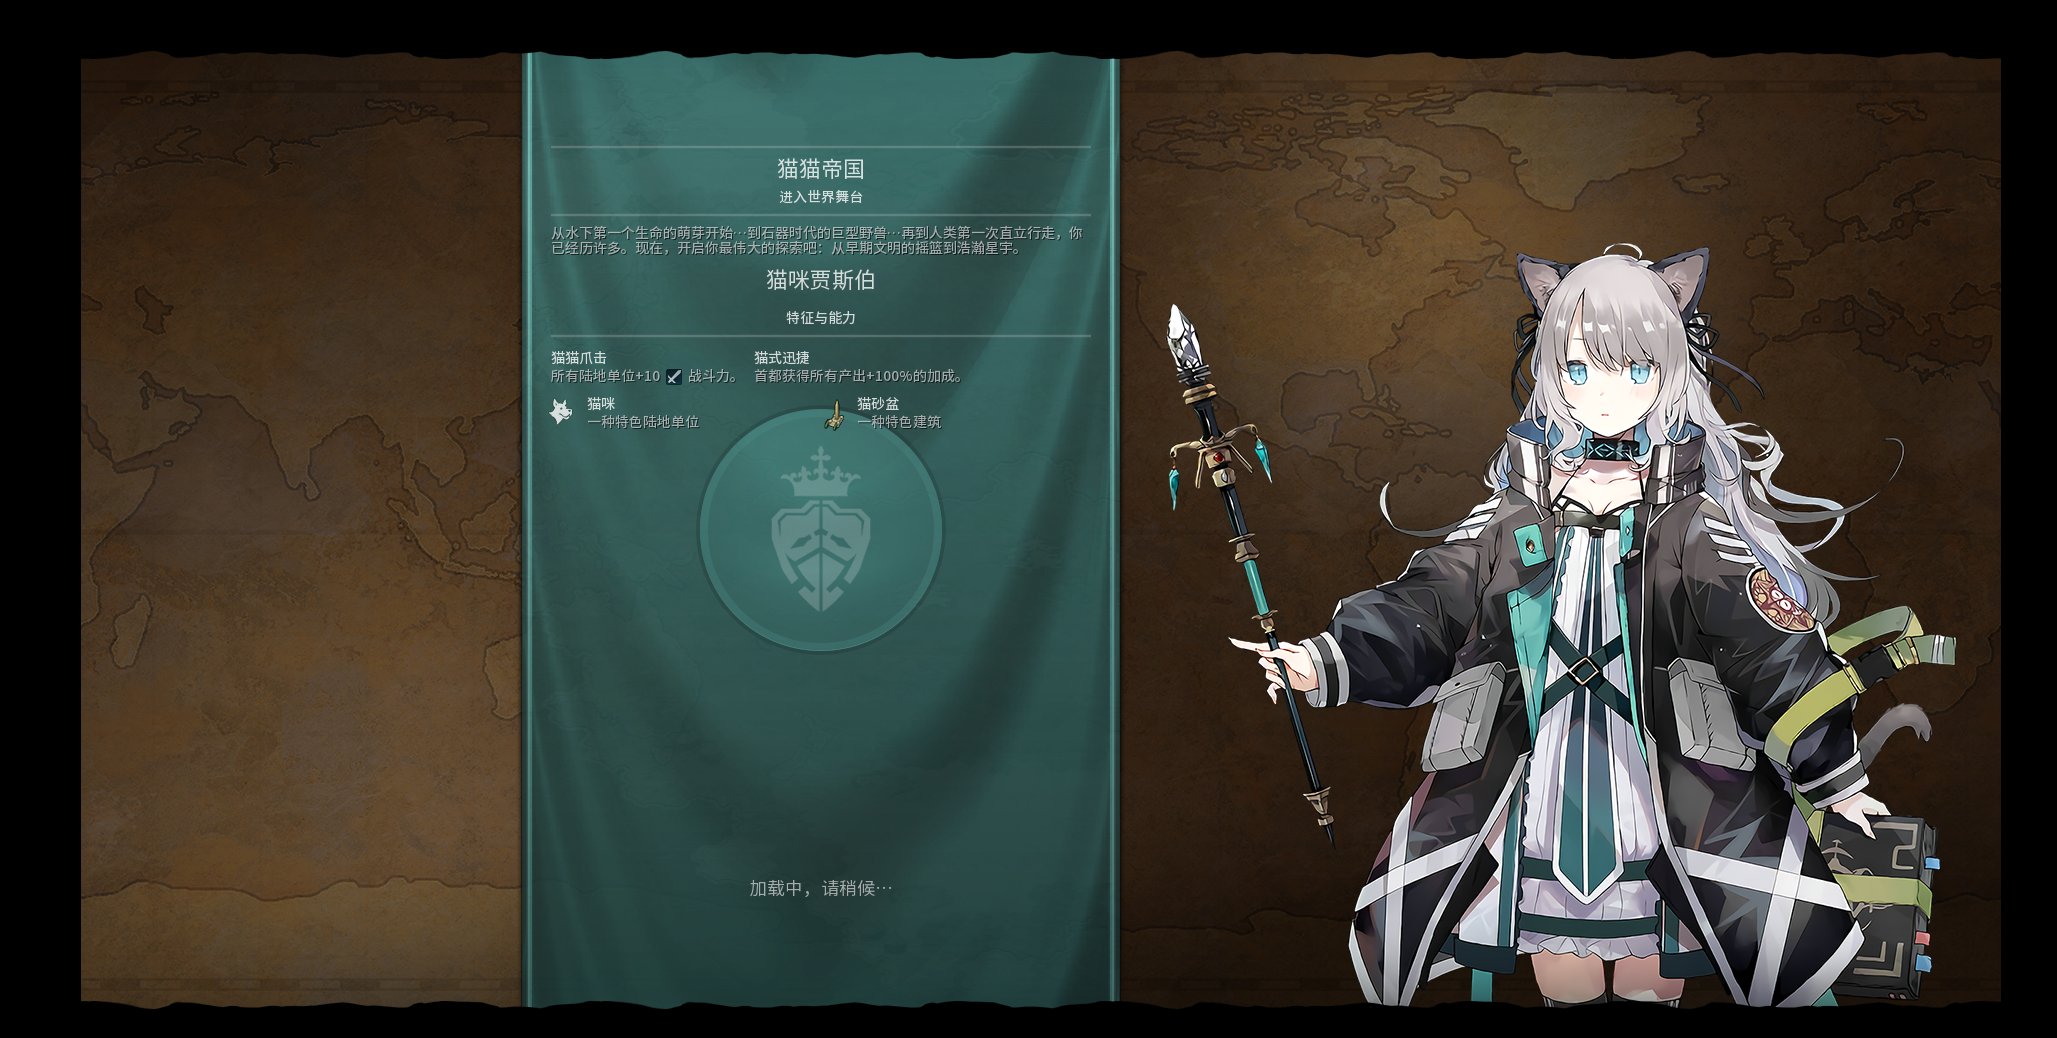 猫猫帝国
进入世界舞台
从水下第一个生命的萌芽开始…到石器时代的巨型野兽…再到人类第一次直立行走，你
已经历许多。现在，开启你最伟大的探索吧：从早期文明的摇篮到浩瀚星宇。
猫咪贾斯伯
特征与能力
猫猫爪击
所有陆地单位+10 战斗力。
猫式迅捷
首都获得所有产出+100%的加成。
猫咪
一种特色陆地单位
猫砂盆
一种特色建筑
加载中，请稍候…